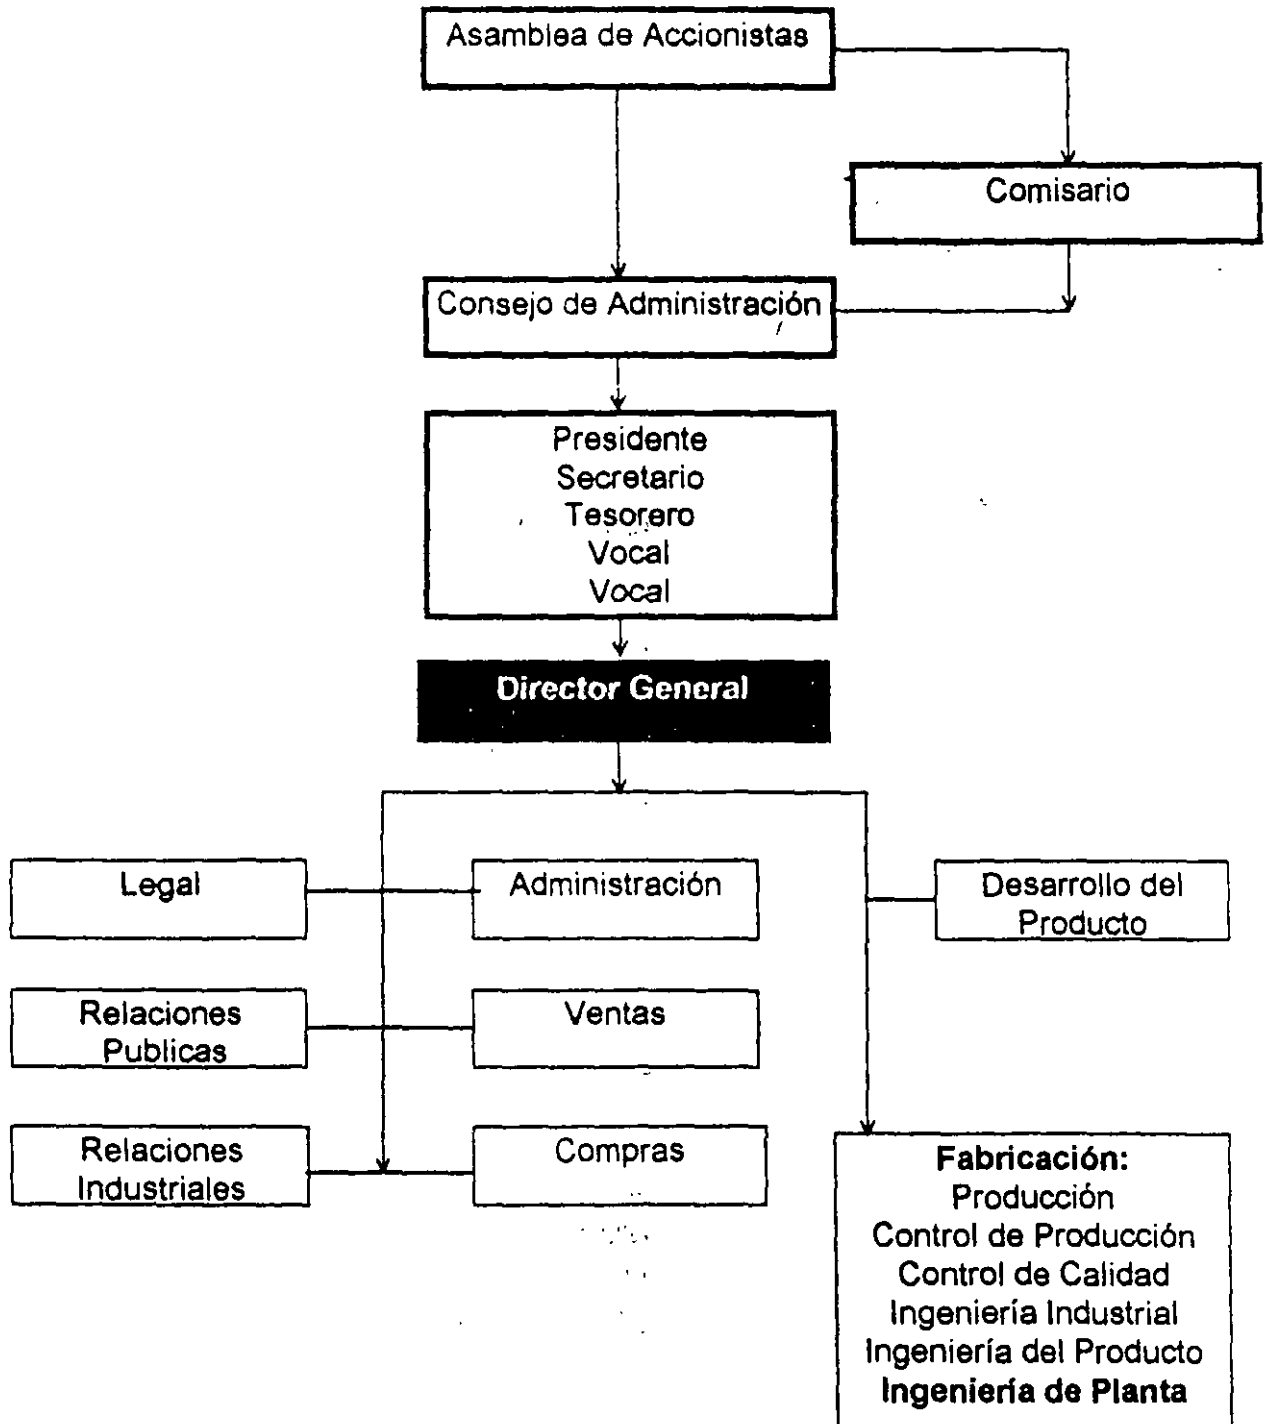 Asamblea de Accionistas
Comisario
Consejo de Administración
Presidente
Secretario
Tesorero
Vocal
Vocal
Director General
Legal
Administración
Desarrollo del
Producto
Relaciones
Publicas
Ventas
Relaciones
Industriales
Compras
Fabricación:
Producción
Control de Producción
Control de Calidad
Ingeniería Industrial
Ingeniería del Producto
Ingeniería de Planta